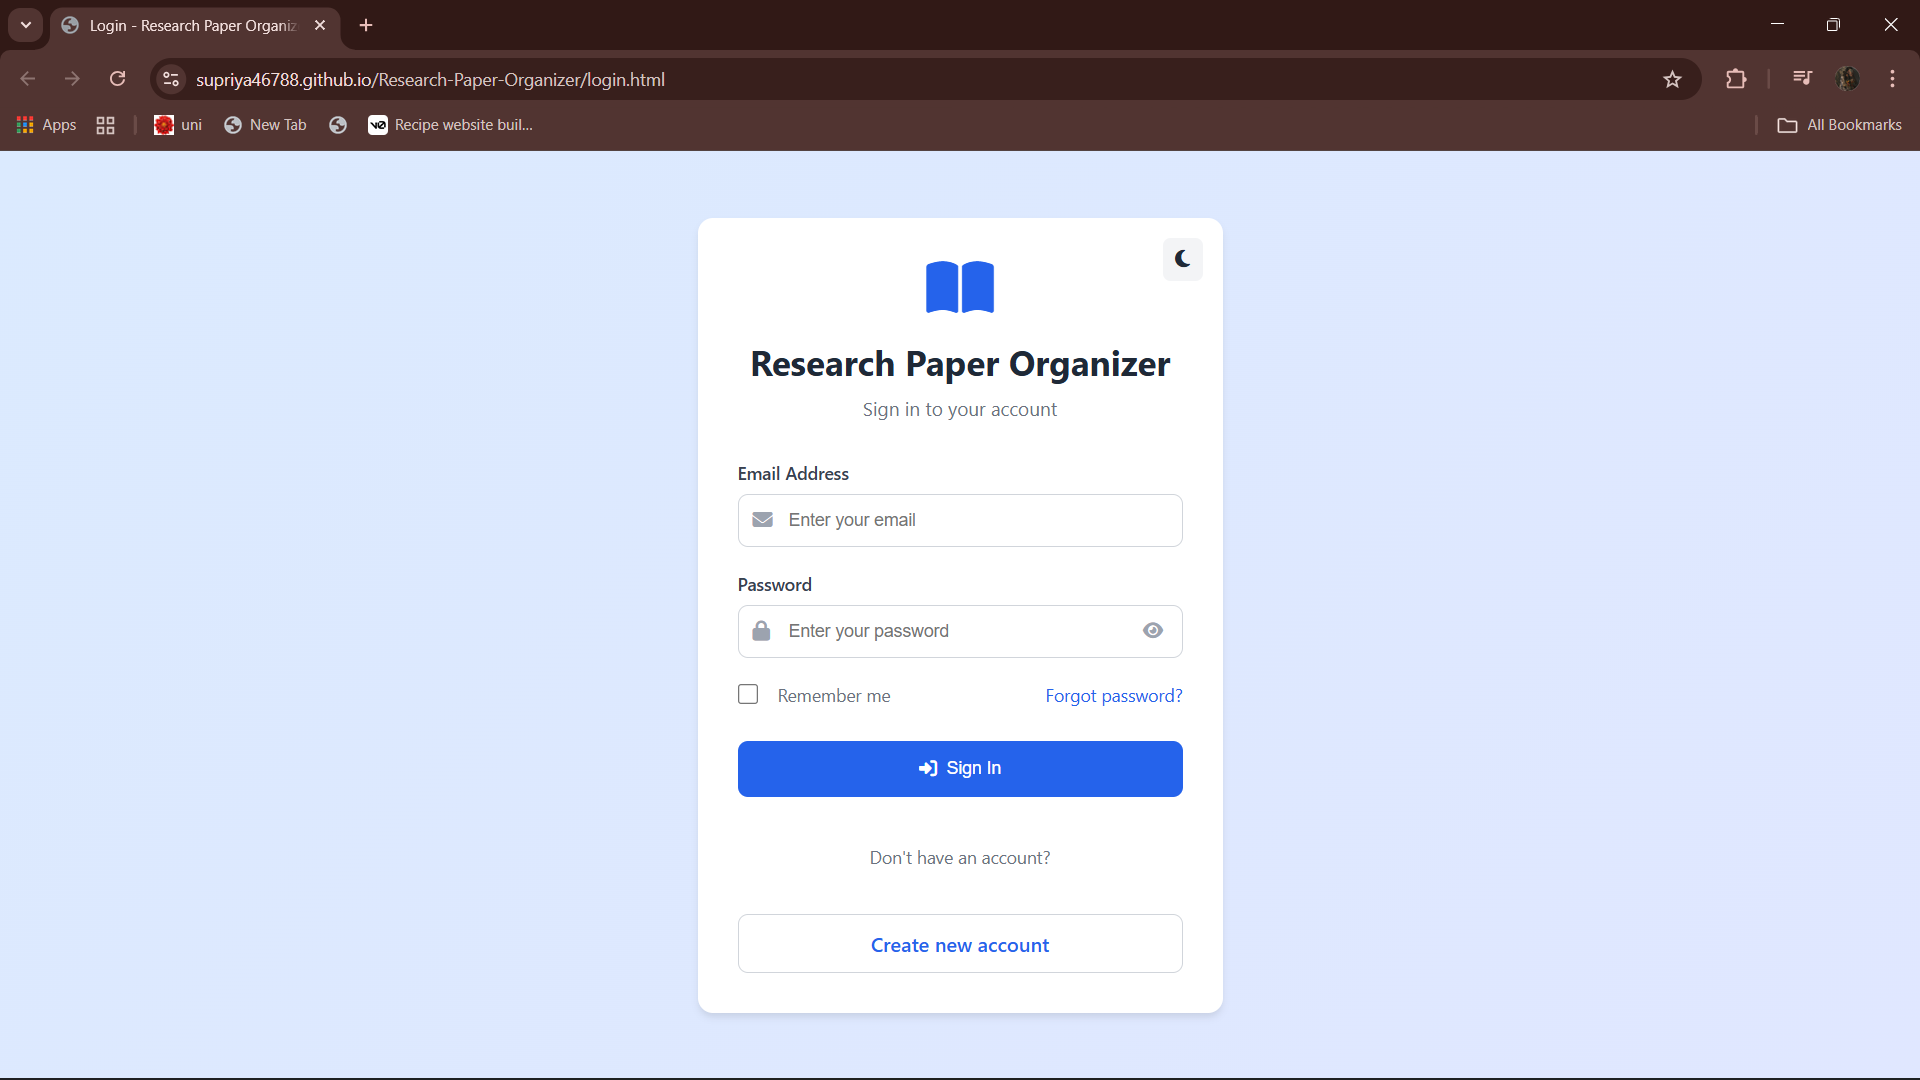 Login - Research Paper Organiz
supriya46788.github.io/Research-Paper-Organizer/login.html
Apps
uni
New Tab
v0
Recipe website buil...
All Bookmarks
Research Paper Organizer
Sign in to your account
Email Address
Enter your email
Password
Enter your password
Remember me
Forgot password?
Sign In
Don't have an account?
Create new account